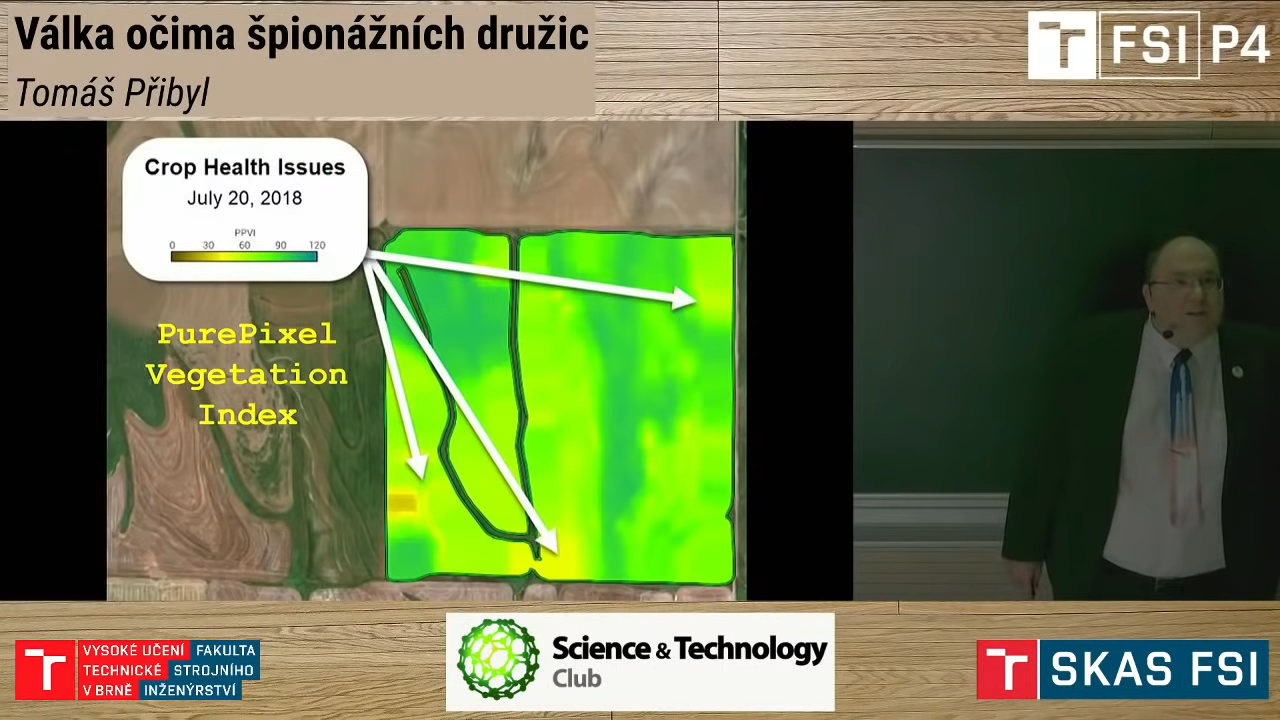 Válka očima špionážních družic
Tomáš Přibyl
T FSI P4
Crop Health Issues
July 20, 2018
PPVI
0 30 60 90 120
PurePixel
Vegetation
Index
VYSOKÉ UČENÍ FAKULTA
TECHNICKÉ STROJNÍHO
V BRNĚ INŽENÝRSTVÍ
Science & Technology
Club
SKAS FSI